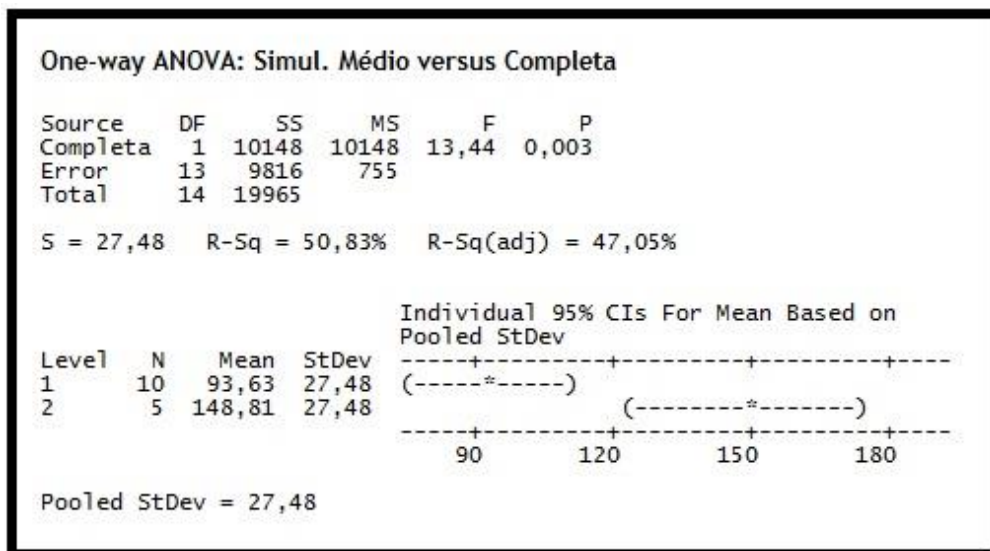 One-way ANOVA: Simul. Médio versus Completa
Source DF SS MS F P
Completa 1 10148 10148 13,44 0,003
Error 13 9816 755
Total 14 19965
S = 27,48 R-Sq = 50,83% R-Sq(adj) = 47,05%
Individual 95% CIs For Mean Based on
Pooled StDev
Level N Mean StDev -----+---------+---------+---------+----
1 10 93,63 27,48 (-----*-----)
2 5 148,81 27,48 (--------*-------)
-----+---------+---------+---------+----
90 120 150 180
Pooled StDev = 27,48